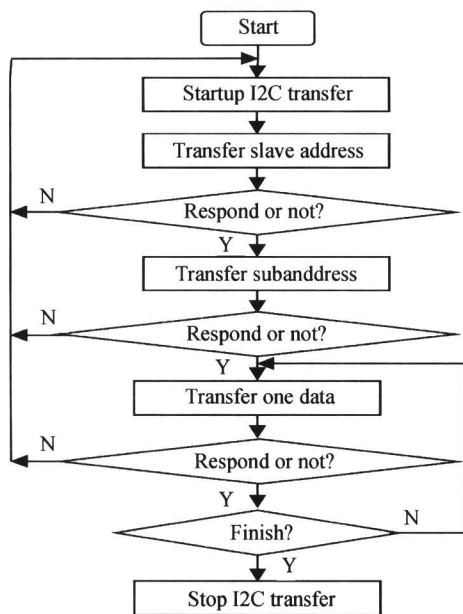 Start
Startup I2C transfer
Transfer slave address
N
Respond or not?
Y
Transfer subanddress
N
Respond or not?
Y
Transfer one data
N
Respond or not?
Y
Finish?
N
Y
Stop I2C transfer